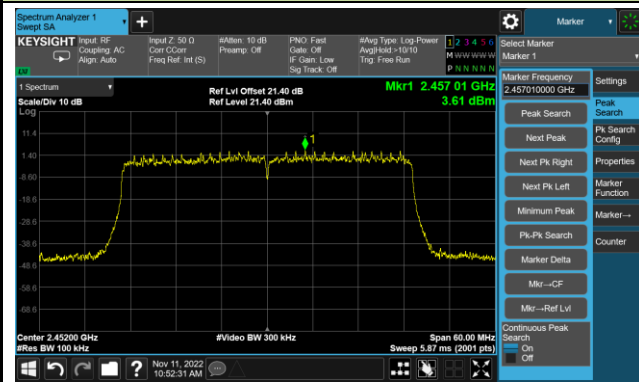 Spectrum Analyzer 1
Swept SA
Marker
KEYSIGHT
Input: RF
Coupling: AC
Align: Auto
Input Z: 50 Ω
Corr CCorr
Freq Ref: Int (S)
#Atten: 10 dB
Preamp: Off
PNO: Fast
Gate: Off
IF Gain: Low
Sig Track: Off
#Avg Type: Log-Power
Avg|Hold:>10/10
Trig: Free Run
1 2 3 4 5 6
M W W W W W
P N N N N N
Select Marker
Marker 1
LXI
1 Spectrum
Scale/Div 10 dB
Log
Ref Lvl Offset 21.40 dB
Ref Level 21.40 dBm
Mkr1 2.457 01 GHz
3.61 dBm
11.4
1.40
-8.60
-18.6
-28.6
-38.6
-48.6
-58.6
-68.6
1
Center 2.45200 GHz
#Res BW 100 kHz
#Video BW 300 kHz
Span 60.00 MHz
Sweep 5.87 ms (2001 pts)
Marker Frequency
2.457010000 GHz
Peak Search
Next Peak
Next Pk Right
Next Pk Left
Minimum Peak
Pk-Pk Search
Marker Delta
Mkr→CF
Mkr→Ref Lvl
Continuous Peak
Search
On
Off
Settings
Peak
Search
Pk Search
Config
Properties
Marker
Function
Marker→
Counter
Nov 11, 2022
10:52:31 AM